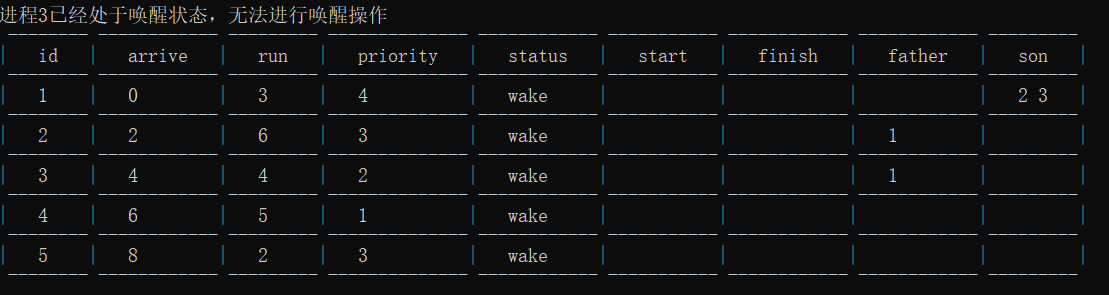 进程3已经处于唤醒状态，无法进行唤醒操作
id arrive run priority status start finish father son
1 0 3 4 wake 2 3
2 2 6 3 wake 1
3 4 4 2 wake 1
4 6 5 1 wake
5 8 2 3 wake